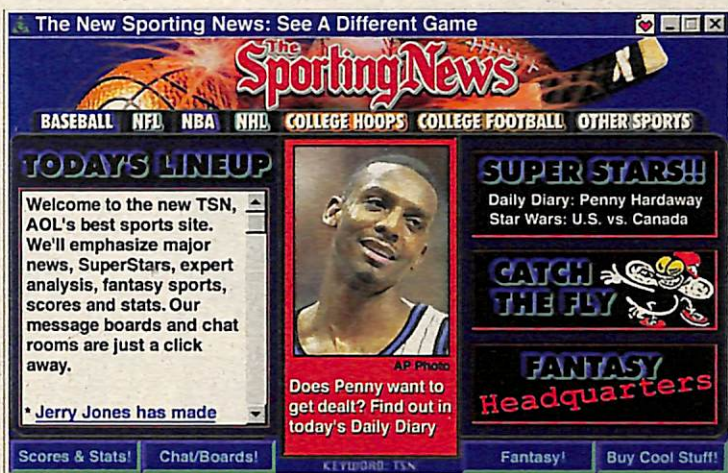 The New Sporting News: See A Different Game
The
Sporting News
BASEBALL NFL NBA NHL COLLEGE HOOPS COLLEGE FOOTBALL OTHER SPORTS
TODAY'S LINEUP
Welcome to the new TSN,
AOL's best sports site.
We'll emphasize major
news, SuperStars, expert
analysis, fantasy sports,
scores and stats. Our
message boards and chat
rooms are just a click
away.
* Jerry Jones has made
AP Photo
Does Penny want to
get dealt? Find out in
today's Daily Diary
SUPER STARS!!
Daily Diary: Penny Hardaway
Star Wars: U.S. vs. Canada
CATCH
THE FLY
FANTASY
Headquarters
Scores & Stats! Chat/Boards! KEYWORD: TSN Fantasy! Buy Cool Stuff!